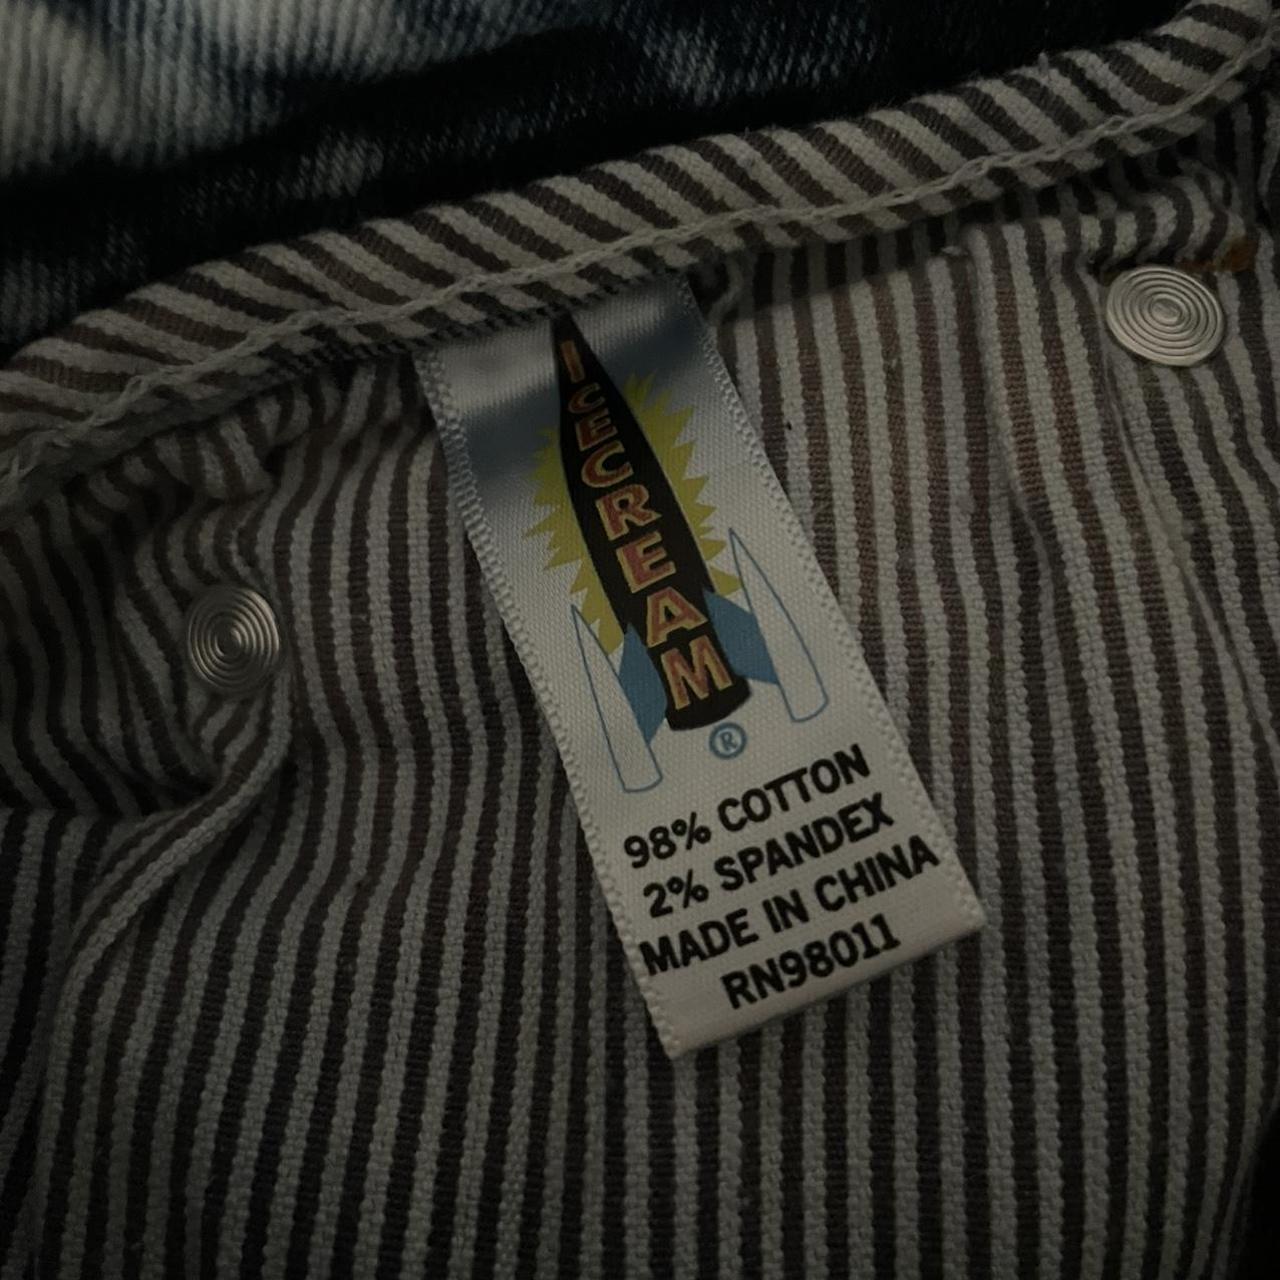 ICECREAM
®
98% COTTON
2% SPANDEX
MADE IN CHINA
RN98011